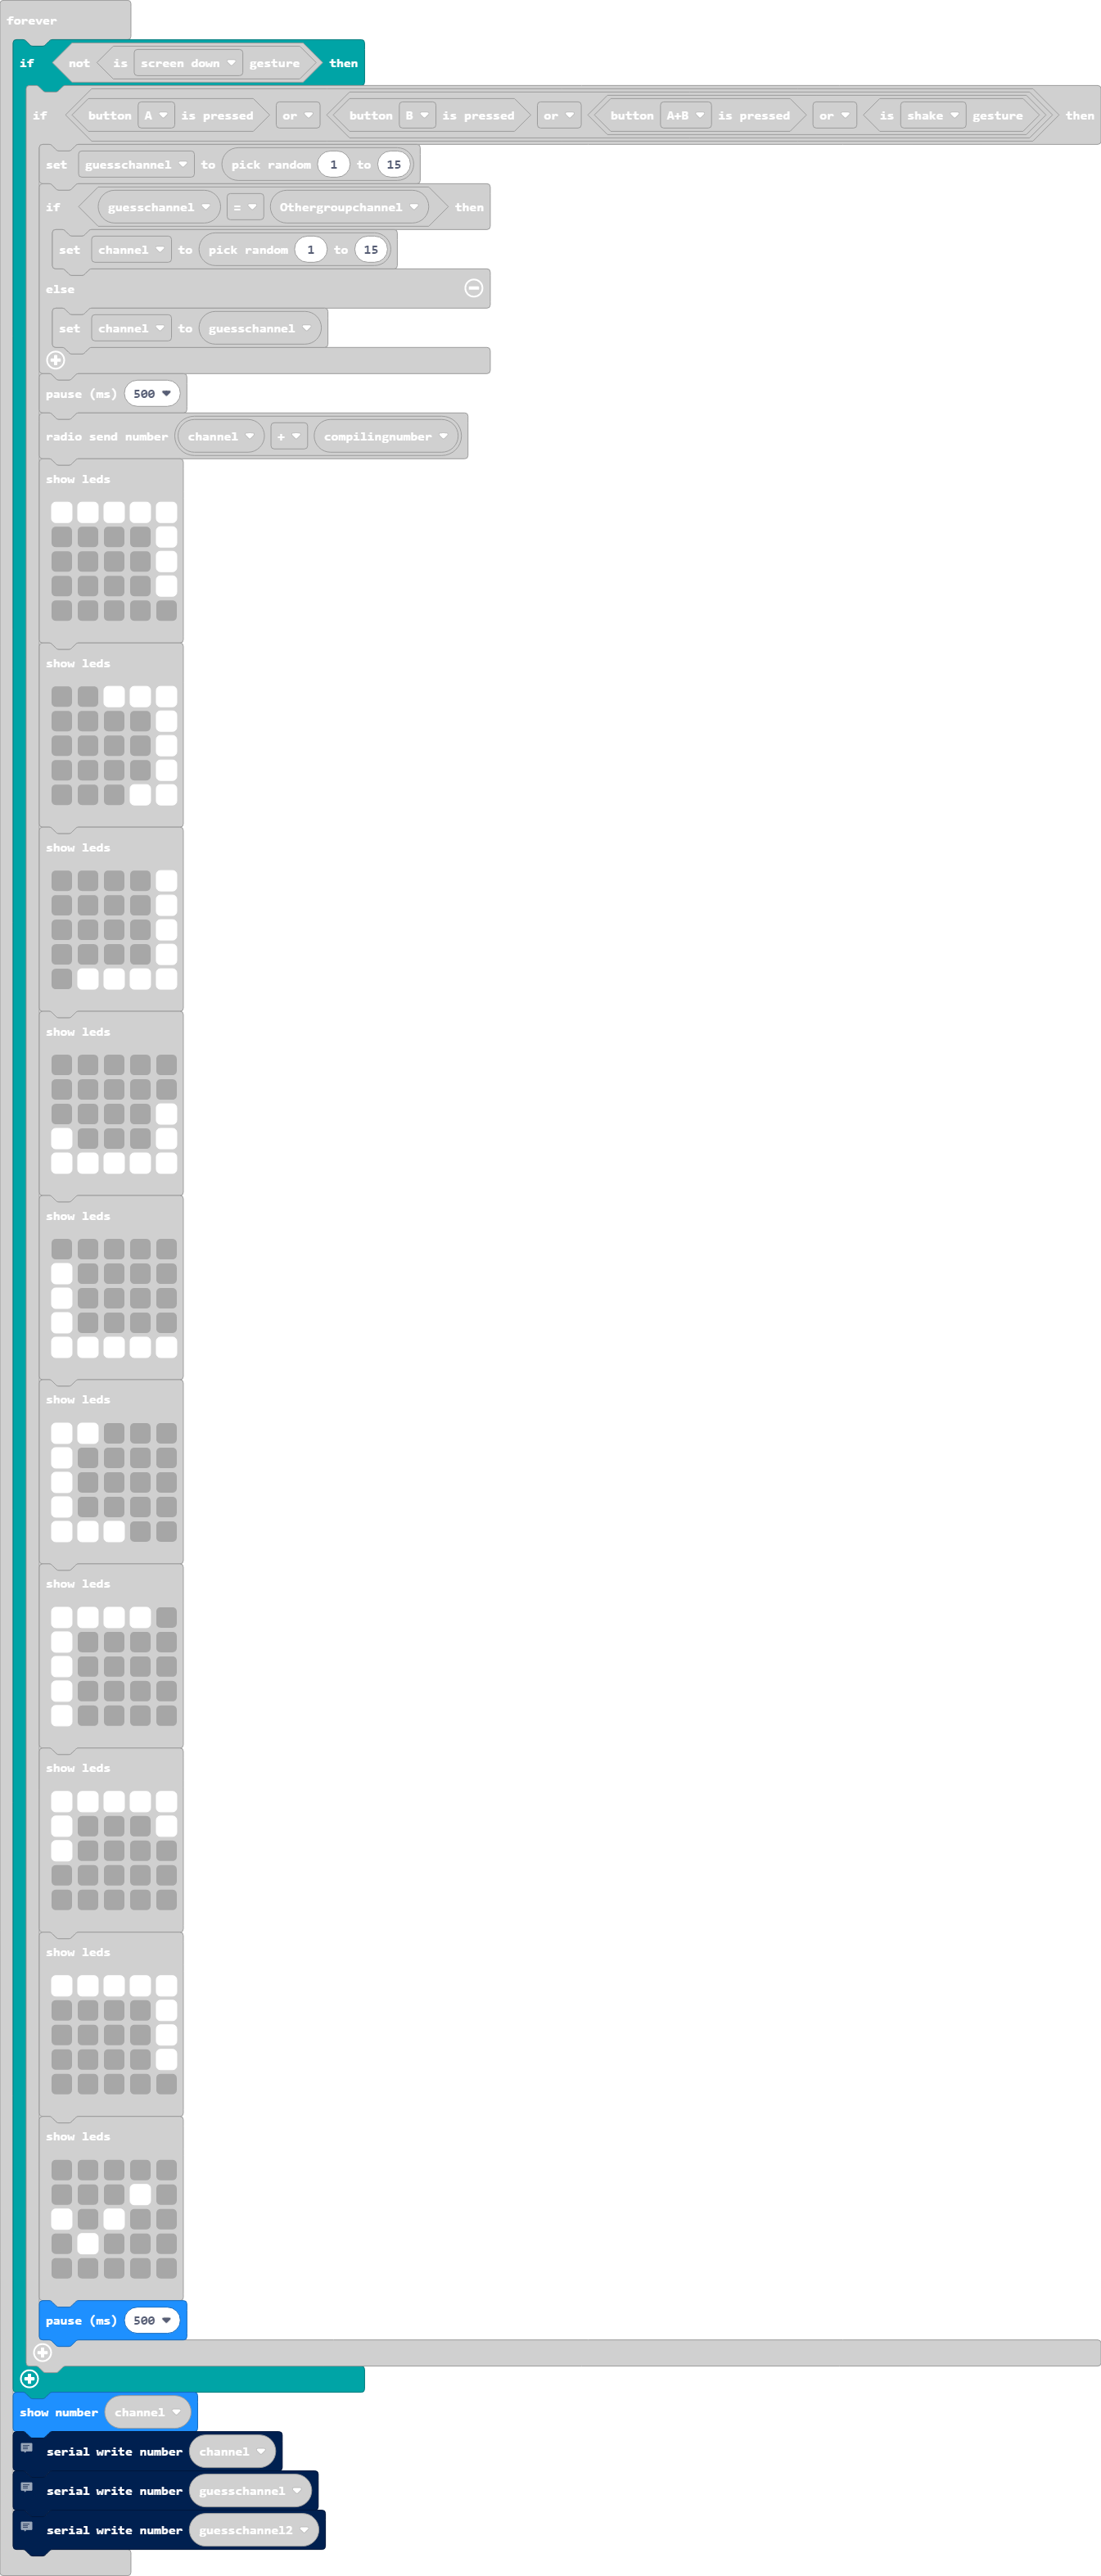 forever
if not is screen down gesture then
if button A is pressed or button B is pressed or button A+B is pressed or is shake gesture then
set guesschannel to pick random 1 to 15
if guesschannel = Othergroupchannel then
set channel to pick random 1 to 15
else
set channel to guesschannel
pause (ms) 500
radio send number channel + compilingnumber
show leds
show leds
show leds
show leds
show leds
show leds
show leds
show leds
show leds
show leds
pause (ms) 500
show number channel
serial write number channel
serial write number guesschannel
serial write number guesschannel2